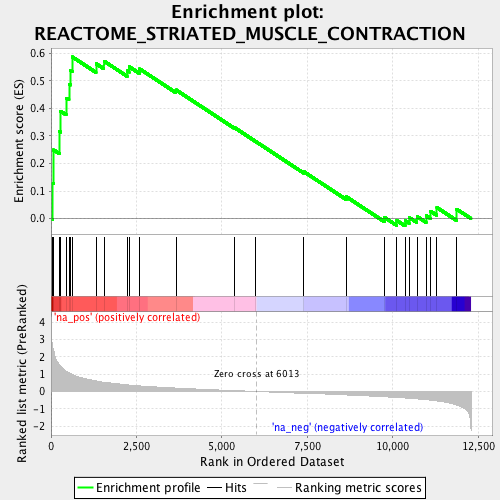 Enrichment plot:
REACTOME_STRIATED_MUSCLE_CONTRACTION
Enrichment score (ES)
0.6
0.5
0.4
0.3
0.2
0.1
0.0
'na_pos' (positively correlated)
Ranked list metric (PreRanked)
4
3
2
1
0
-1
-2
Zero cross at 6013
'na_neg' (negatively correlated)
0
2,500
5,000
7,500
10,000
12,500
Rank in Ordered Dataset
Enrichment profile
Hits
Ranking metric scores